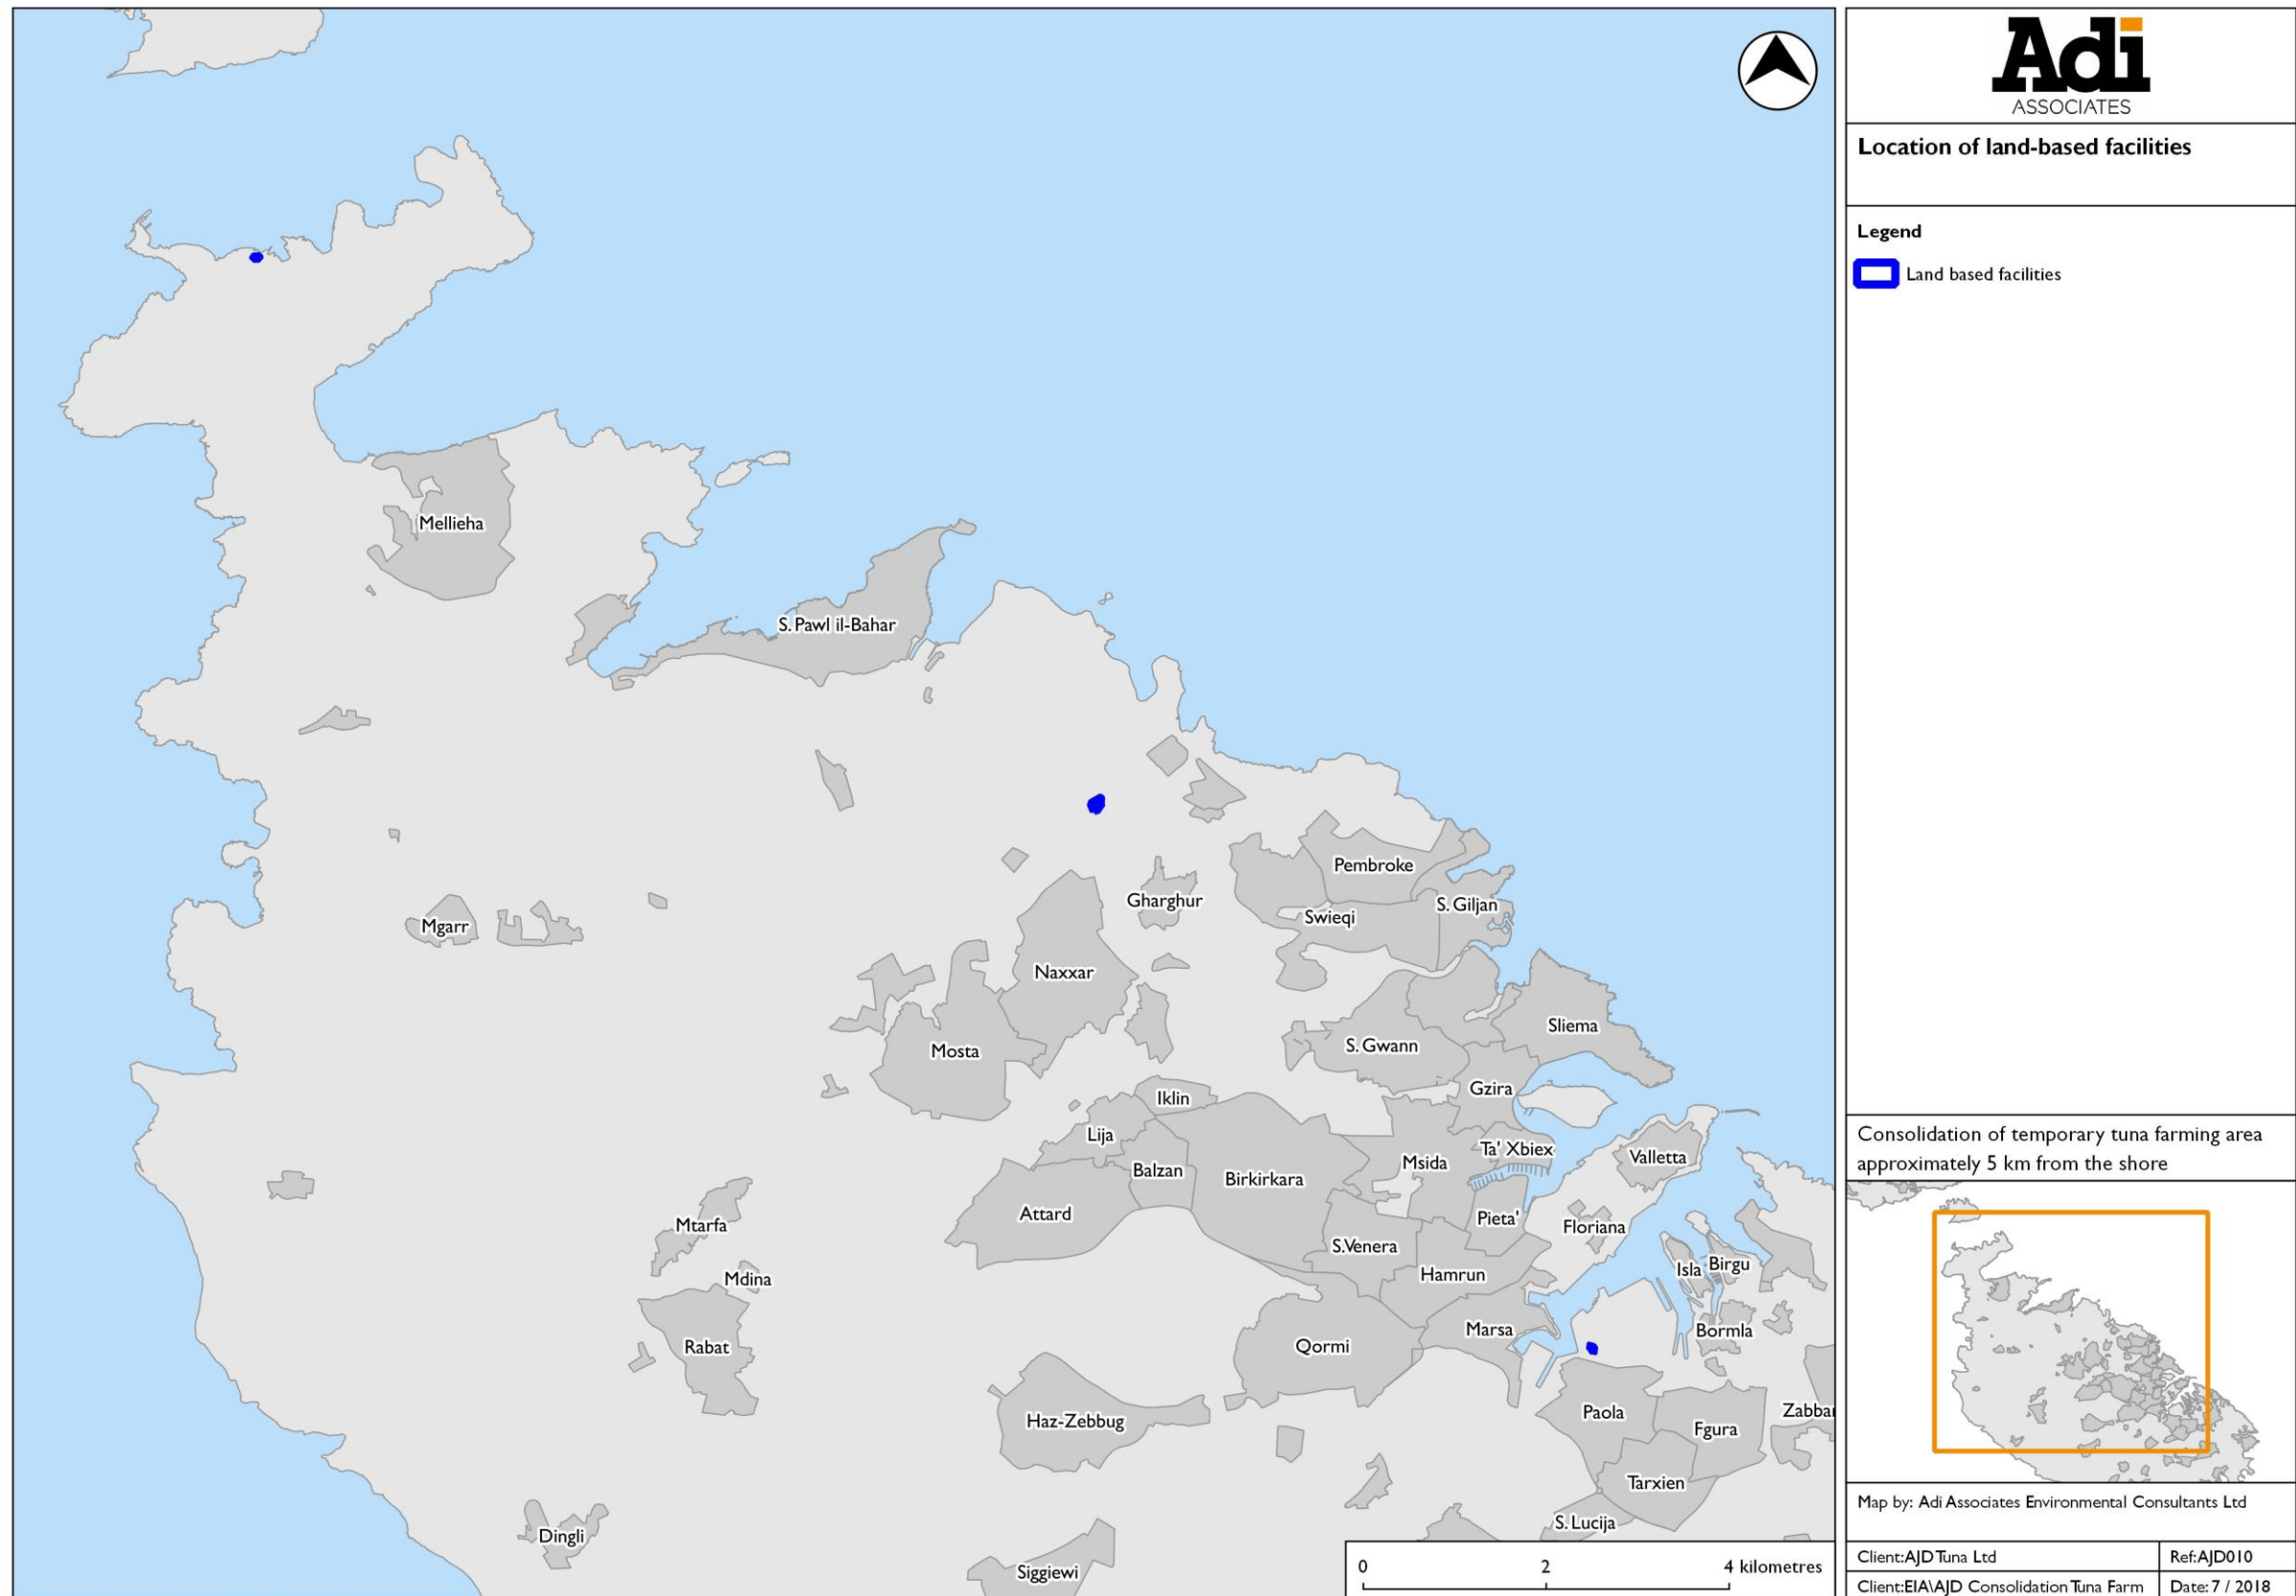 Adi
ASSOCIATES
Location of land-based facilities
Legend
Land based facilities
Mellieha
S. Pawl il-Bahar
Pembroke
Gharghur
S. Giljan
Swieqi
Mgarr
Naxxar
Sliema
S. Gwann
Mosta
Gzira
Iklin
Lija
Ta' Xbiex
Valletta
Msida
Balzan
Birkirkara
Attard
Pieta'
Mtarfa
Floriana
S.Venera
Isla
Birgu
Hamrun
Mdina
Marsa
Bormla
Qormi
Rabat
Paola
Zabbar
Haz-Zebbug
Fgura
Tarxien
S. Lucija
Dingli
Siggiewi
0 2 4 kilometres
Consolidation of temporary tuna farming area
approximately 5 km from the shore
Map by: Adi Associates Environmental Consultants Ltd
Client:AJD Tuna Ltd Ref:AJD010
Client:EIA\AJD Consolidation Tuna Farm Date: 7 / 2018